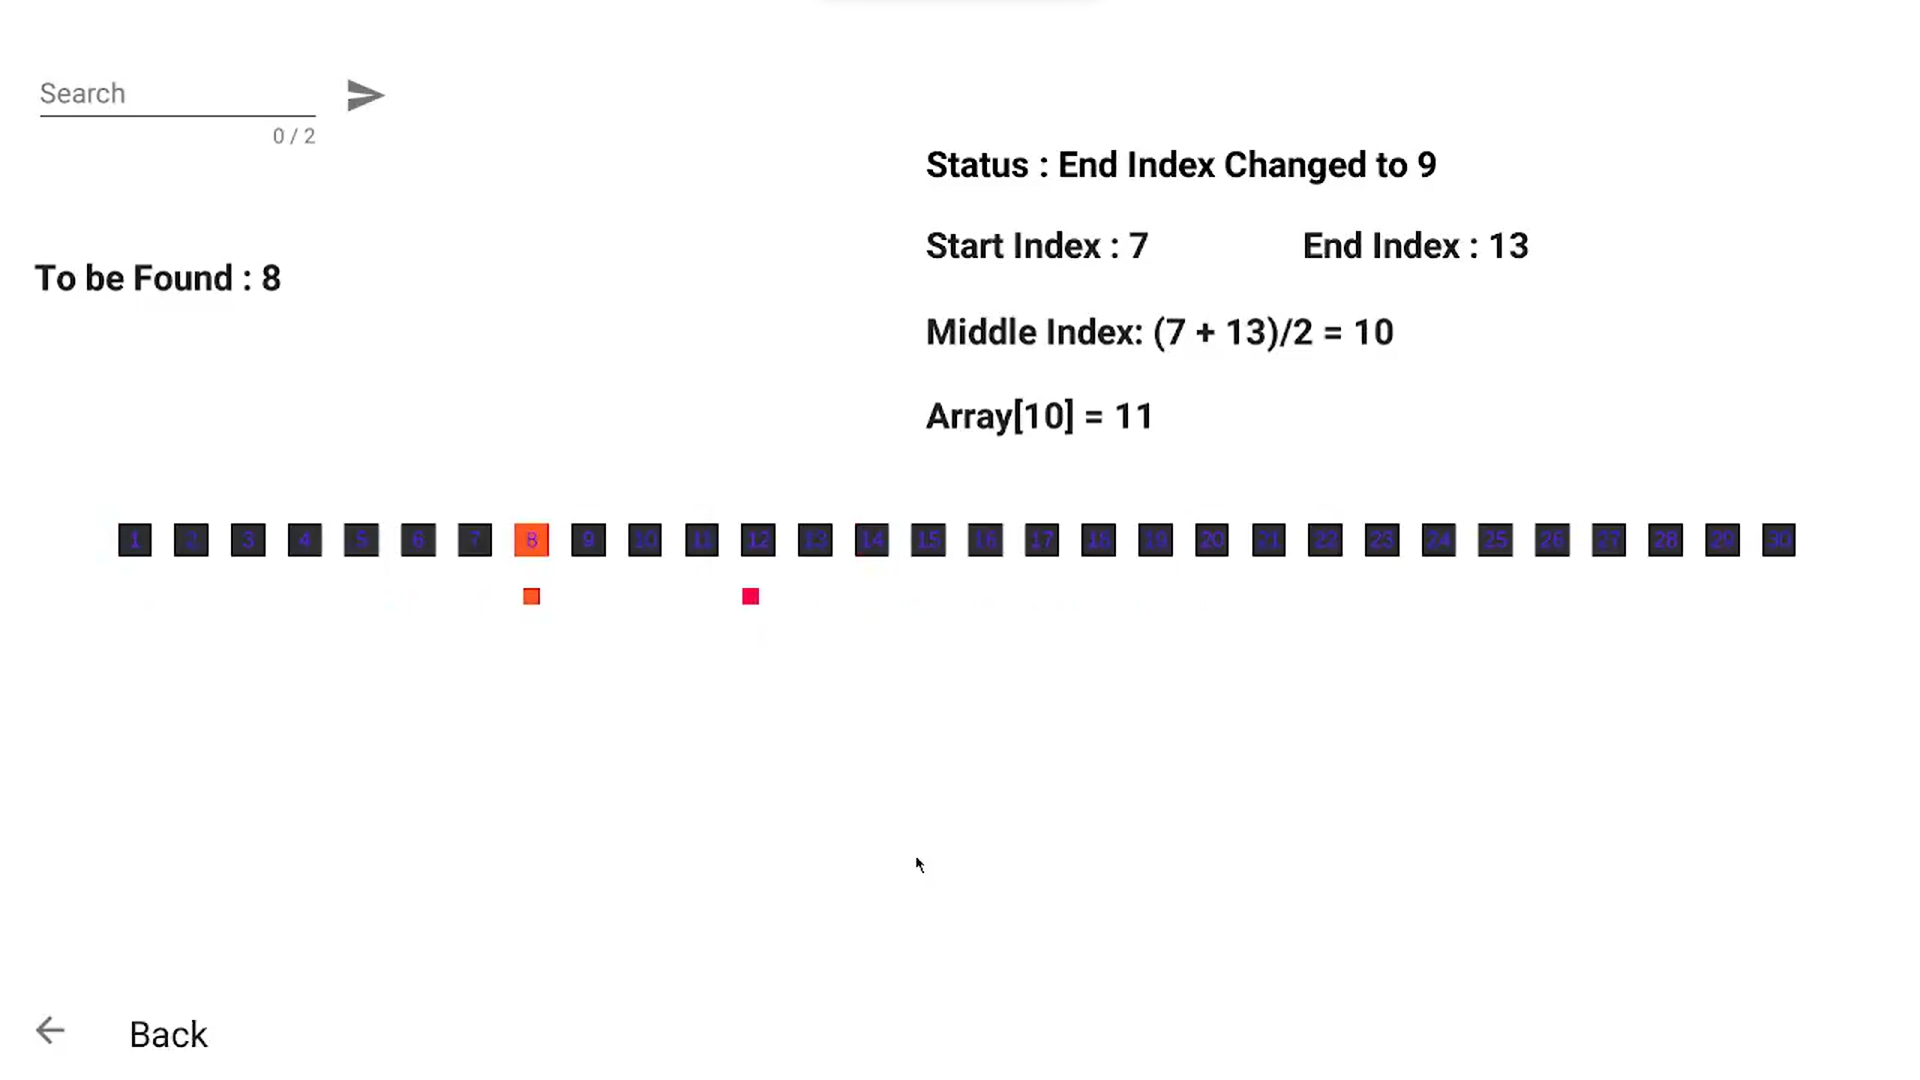 Search
0 / 2
Status : End Index Changed to 9
Start Index : 7 End Index : 13
To be Found : 8
Middle Index: (7 + 13)/2 = 10
Array[10] = 11
1 2 3 4 5 6 7 8 9 10 11 12 13 14 15 16 17 18 19 20 21 22 23 24 25 26 27 28 29 30
Back